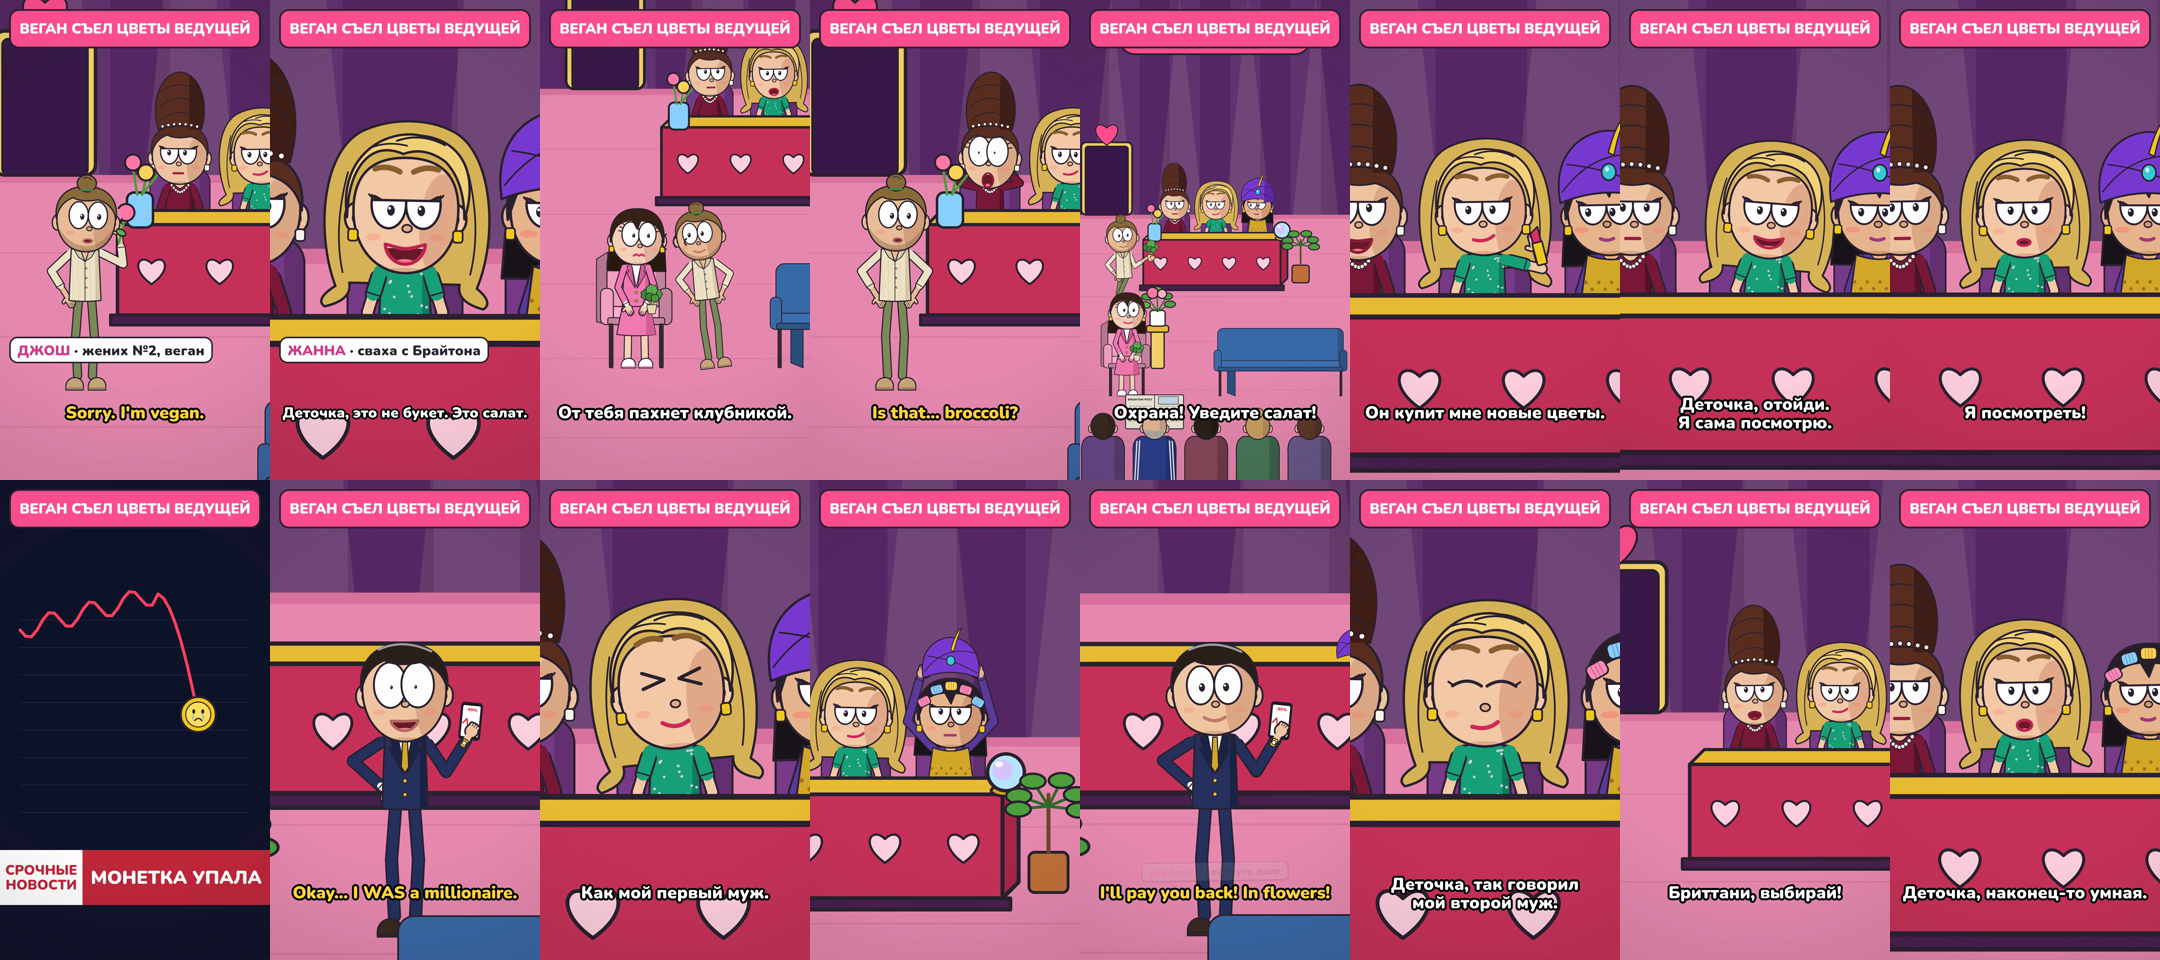 ВЕГАН СЪЕЛ ЦВЕТЫ ВЕДУЩЕЙ
ДЖОШ · жених №2, веган
Sorry. I'm vegan.
ВЕГАН СЪЕЛ ЦВЕТЫ ВЕДУЩЕЙ
ЖАННА · сваха с Брайтона
Деточка, это не букет. Это салат.
ВЕГАН СЪЕЛ ЦВЕТЫ ВЕДУЩЕЙ
От тебя пахнет клубникой.
ВЕГАН СЪЕЛ ЦВЕТЫ ВЕДУЩЕЙ
Is that... broccoli?
ВЕГАН СЪЕЛ ЦВЕТЫ ВЕДУЩЕЙ
Охрана! Уведите салат!
ВЕГАН СЪЕЛ ЦВЕТЫ ВЕДУЩЕЙ
Он купит мне новые цветы.
ВЕГАН СЪЕЛ ЦВЕТЫ ВЕДУЩЕЙ
Деточка, отойди.
Я сама посмотрю.
ВЕГАН СЪЕЛ ЦВЕТЫ ВЕДУЩЕЙ
Я посмотреть!
ВЕГАН СЪЕЛ ЦВЕТЫ ВЕДУЩЕЙ
СРОЧНЫЕ
НОВОСТИ
МОНЕТКА УПАЛА
ВЕГАН СЪЕЛ ЦВЕТЫ ВЕДУЩЕЙ
Okay... I WAS a millionaire.
ВЕГАН СЪЕЛ ЦВЕТЫ ВЕДУЩЕЙ
Как мой первый муж.
ВЕГАН СЪЕЛ ЦВЕТЫ ВЕДУЩЕЙ
ВЕГАН СЪЕЛ ЦВЕТЫ ВЕДУЩЕЙ
I'll pay you back! In flowers!
ВЕГАН СЪЕЛ ЦВЕТЫ ВЕДУЩЕЙ
Деточка, так говорил
мой второй муж.
ВЕГАН СЪЕЛ ЦВЕТЫ ВЕДУЩЕЙ
Бриттани, выбирай!
ВЕГАН СЪЕЛ ЦВЕТЫ ВЕДУЩЕЙ
Деточка, наконец-то умная.